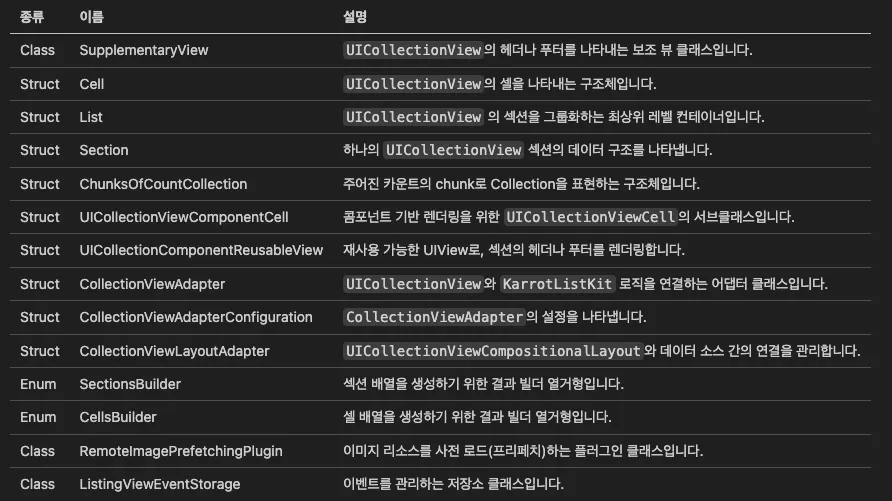 종류 이름 설명
Class SupplementaryView UICollectionView의 헤더나 푸터를 나타내는 보조 뷰 클래스입니다.
Struct Cell UICollectionView의 셀을 나타내는 구조체입니다.
Struct List UICollectionView 의 섹션을 그룹화하는 최상위 레벨 컨테이너입니다.
Struct Section 하나의 UICollectionView 섹션의 데이터 구조를 나타냅니다.
Struct ChunksOfCountCollection 주어진 카운트의 chunk로 Collection을 표현하는 구조체입니다.
Struct UICollectionViewComponentCell 콤포넌트 기반 렌더링을 위한 UICollectionViewCell의 서브클래스입니다.
Struct UICollectionComponentReusableView 재사용 가능한 UIView로, 섹션의 헤더나 푸터를 렌더링합니다.
Struct CollectionViewAdapter UICollectionView와 KarrotListKit 로직을 연결하는 어댑터 클래스입니다.
Struct CollectionViewAdapterConfiguration CollectionViewAdapter의 설정을 나타냅니다.
Struct CollectionViewLayoutAdapter UICollectionViewCompositionalLayout와 데이터 소스 간의 연결을 관리합니다.
Enum SectionsBuilder 섹션 배열을 생성하기 위한 결과 빌더 열거형입니다.
Enum CellsBuilder 셀 배열을 생성하기 위한 결과 빌더 열거형입니다.
Class RemoteImagePrefetchingPlugin 이미지 리소스를 사전 로드(프리페치)하는 플러그인 클래스입니다.
Class ListingViewEventStorage 이벤트를 관리하는 저장소 클래스입니다.